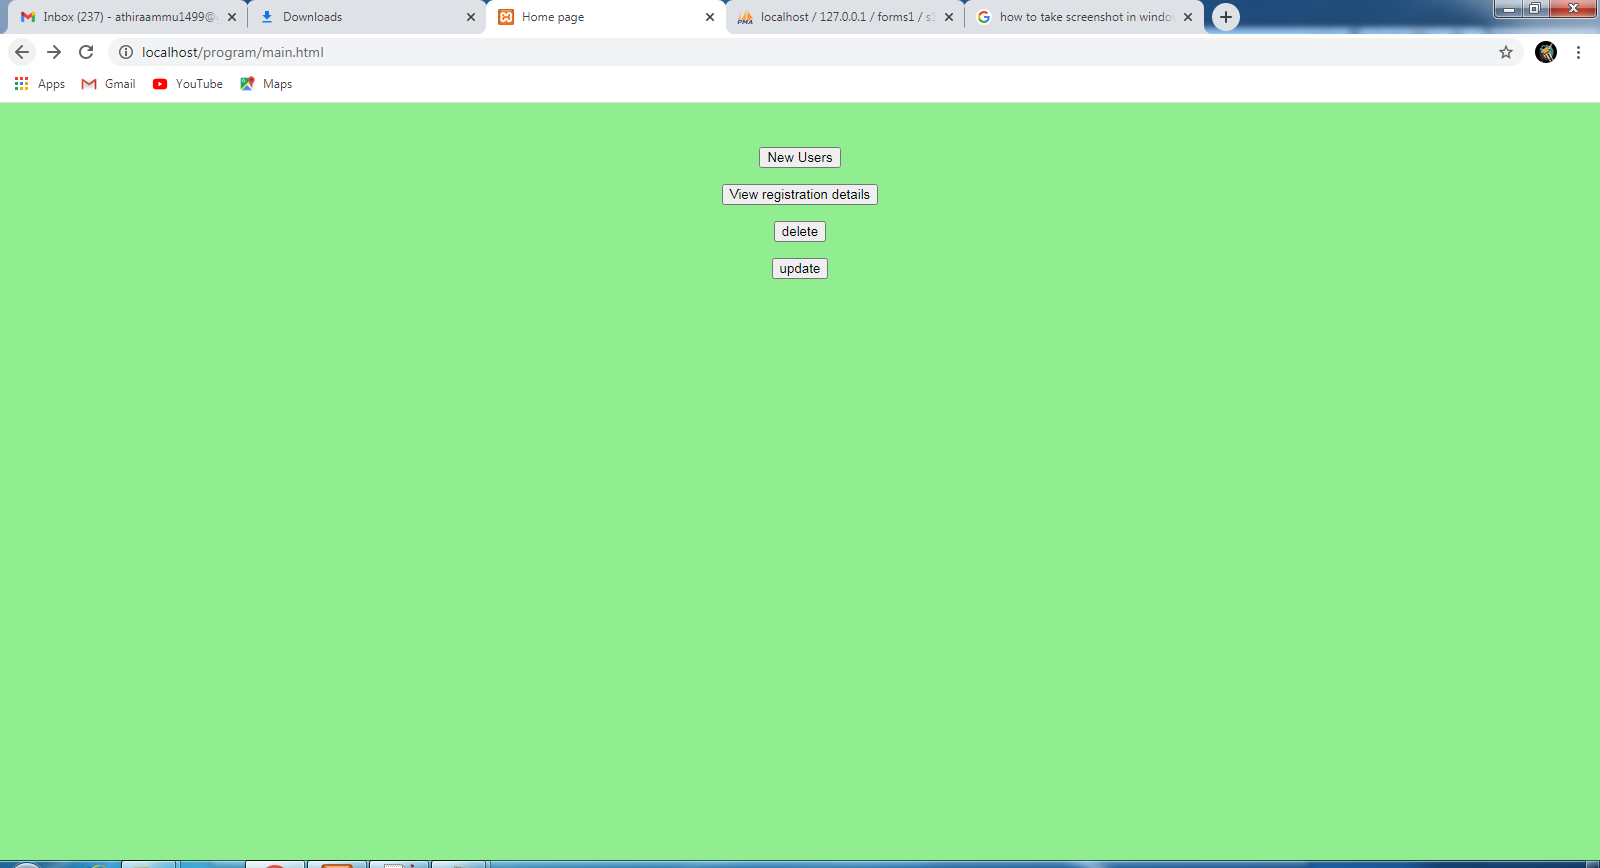 Inbox (237) - athiraammu1499@
Downloads
Home page
localhost / 127.0.0.1 / forms1 / s
how to take screenshot in windo
localhost/program/main.html
Apps
Gmail
YouTube
Maps
New Users
View registration details
delete
update